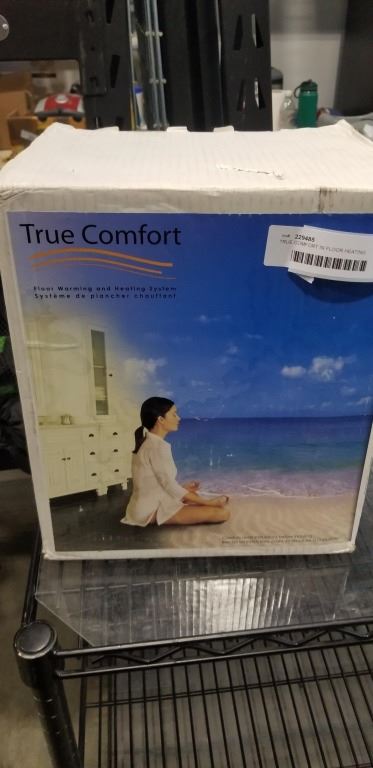 True Comfort
Floor Warming and Heating System
Système de plancher chauffant
229485
TRUE COMFORT IN FLOOR HEATING